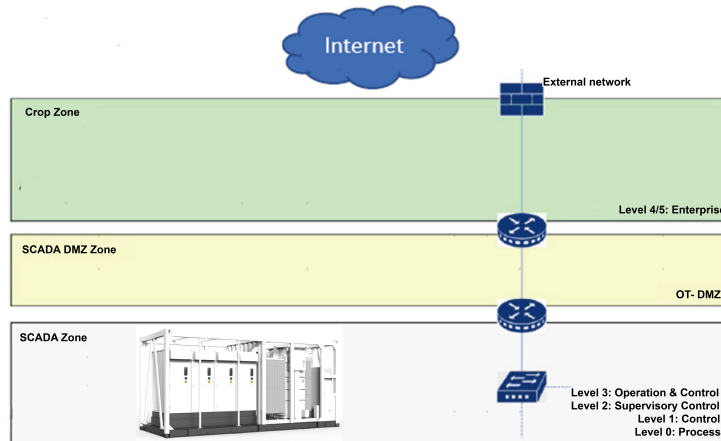 Internet
External network
Crop Zone
Level 4/5: Enterprise
SCADA DMZ Zone
OT- DMZ
SCADA Zone
Level 3: Operation & Control
Level 2: Supervisory Control
Level 1: Control
Level 0: Process